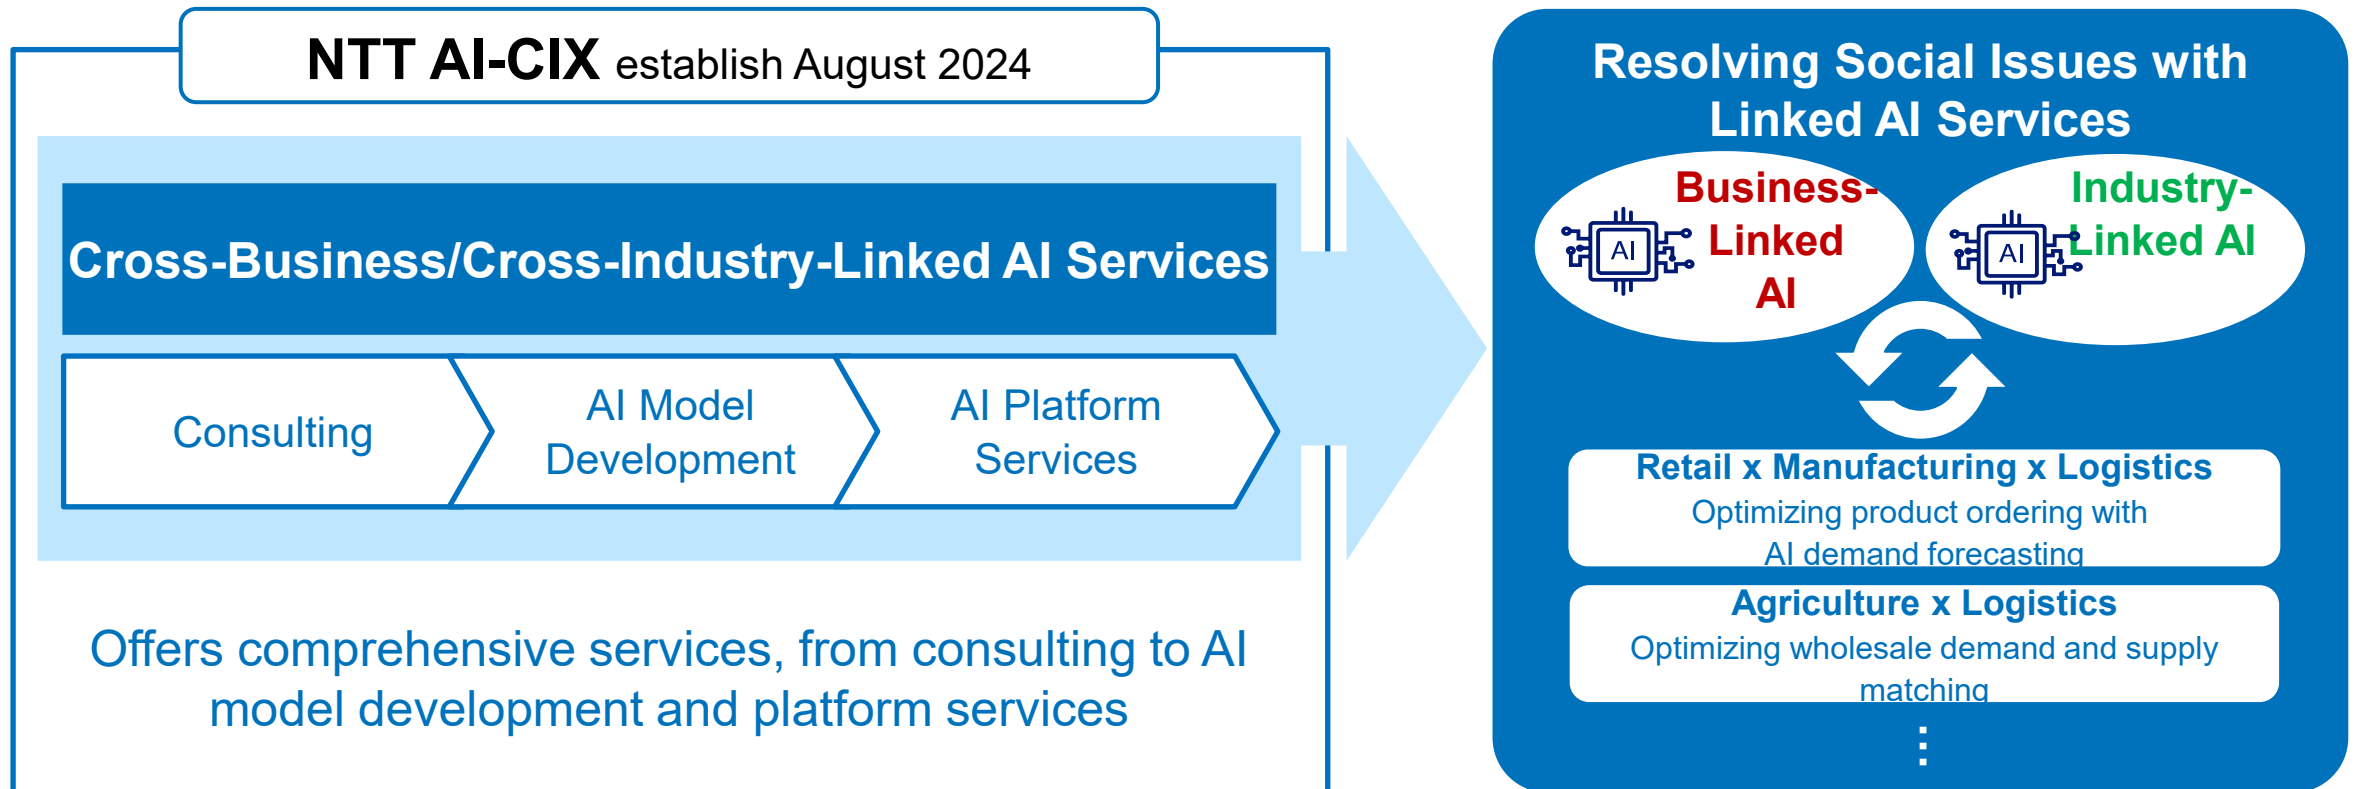 NTT AI-CIX establish August 2024
Cross-Business/Cross-Industry-Linked AI Services
Consulting
AI Model
Development
AI Platform
Services
Offers comprehensive services, from consulting to AI
model development and platform services
Resolving Social Issues with
Linked AI Services
AI
Business-
Linked
AI
AI
Industry-
Linked AI
Retail x Manufacturing x Logistics
Optimizing product ordering with
AI demand forecasting
Agriculture x Logistics
Optimizing wholesale demand and supply
matching
⋮